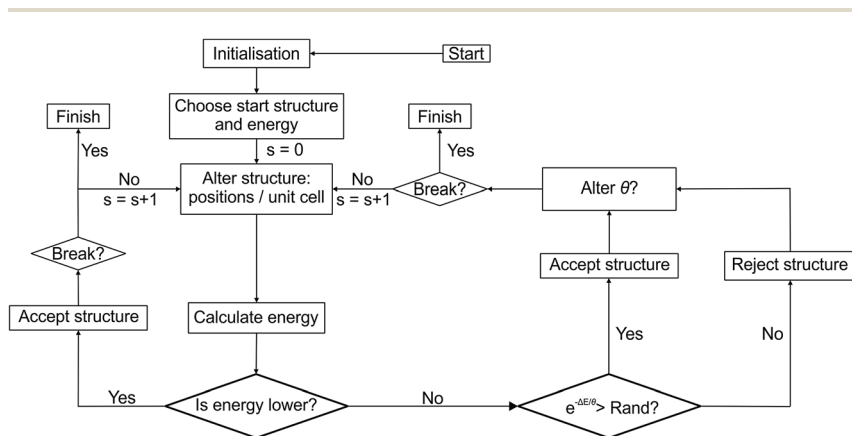 Initialisation
Start
Choose start structure
and energy
Finish
Finish
s = 0
Yes
Yes
No
s = s+1
Alter structure:
positions / unit cell
No
s = s+1
Break?
Alter θ?
Break?
Accept structure
Reject structure
Accept structure
Calculate energy
Yes
No
Yes
Is energy lower?
No
e-ΔE/θ> Rand?